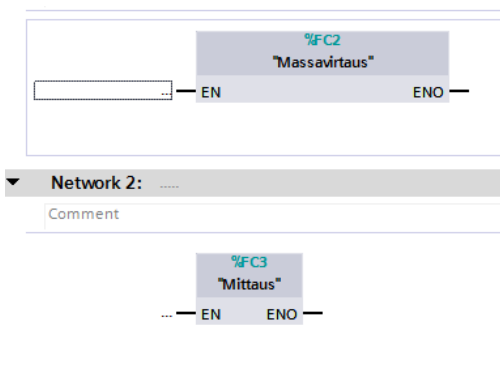 %FC2
"Massavirtaus"
... EN ENO
Network 2: .....
Comment
%FC3
"Mittaus"
... EN ENO